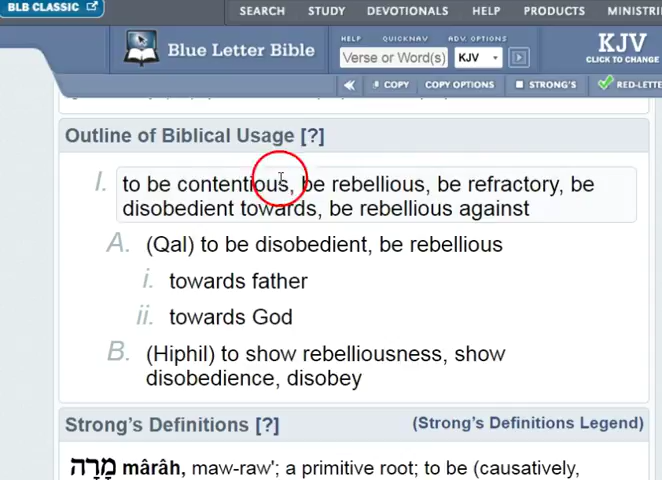 BLB CLASSIC
SEARCH STUDY DEVOTIONALS HELP PRODUCTS MINISTRI
HELP QUICKNAV ADV. OPTIONS
Blue Letter Bible
Verse or Word(s) KJV
KJV
CLICK TO CHANGE
COPY COPY OPTIONS STRONG'S RED-LETTE
Outline of Biblical Usage [?]
I. to be contentious, be rebellious, be refractory, be
disobedient towards, be rebellious against
A. (Qal) to be disobedient, be rebellious
i. towards father
ii. towards God
B. (Hiphil) to show rebelliousness, show
disobedience, disobey
Strong's Definitions [?] (Strong's Definitions Legend)
מָרָה mârâh, maw-raw'; a primitive root; to be (causatively,